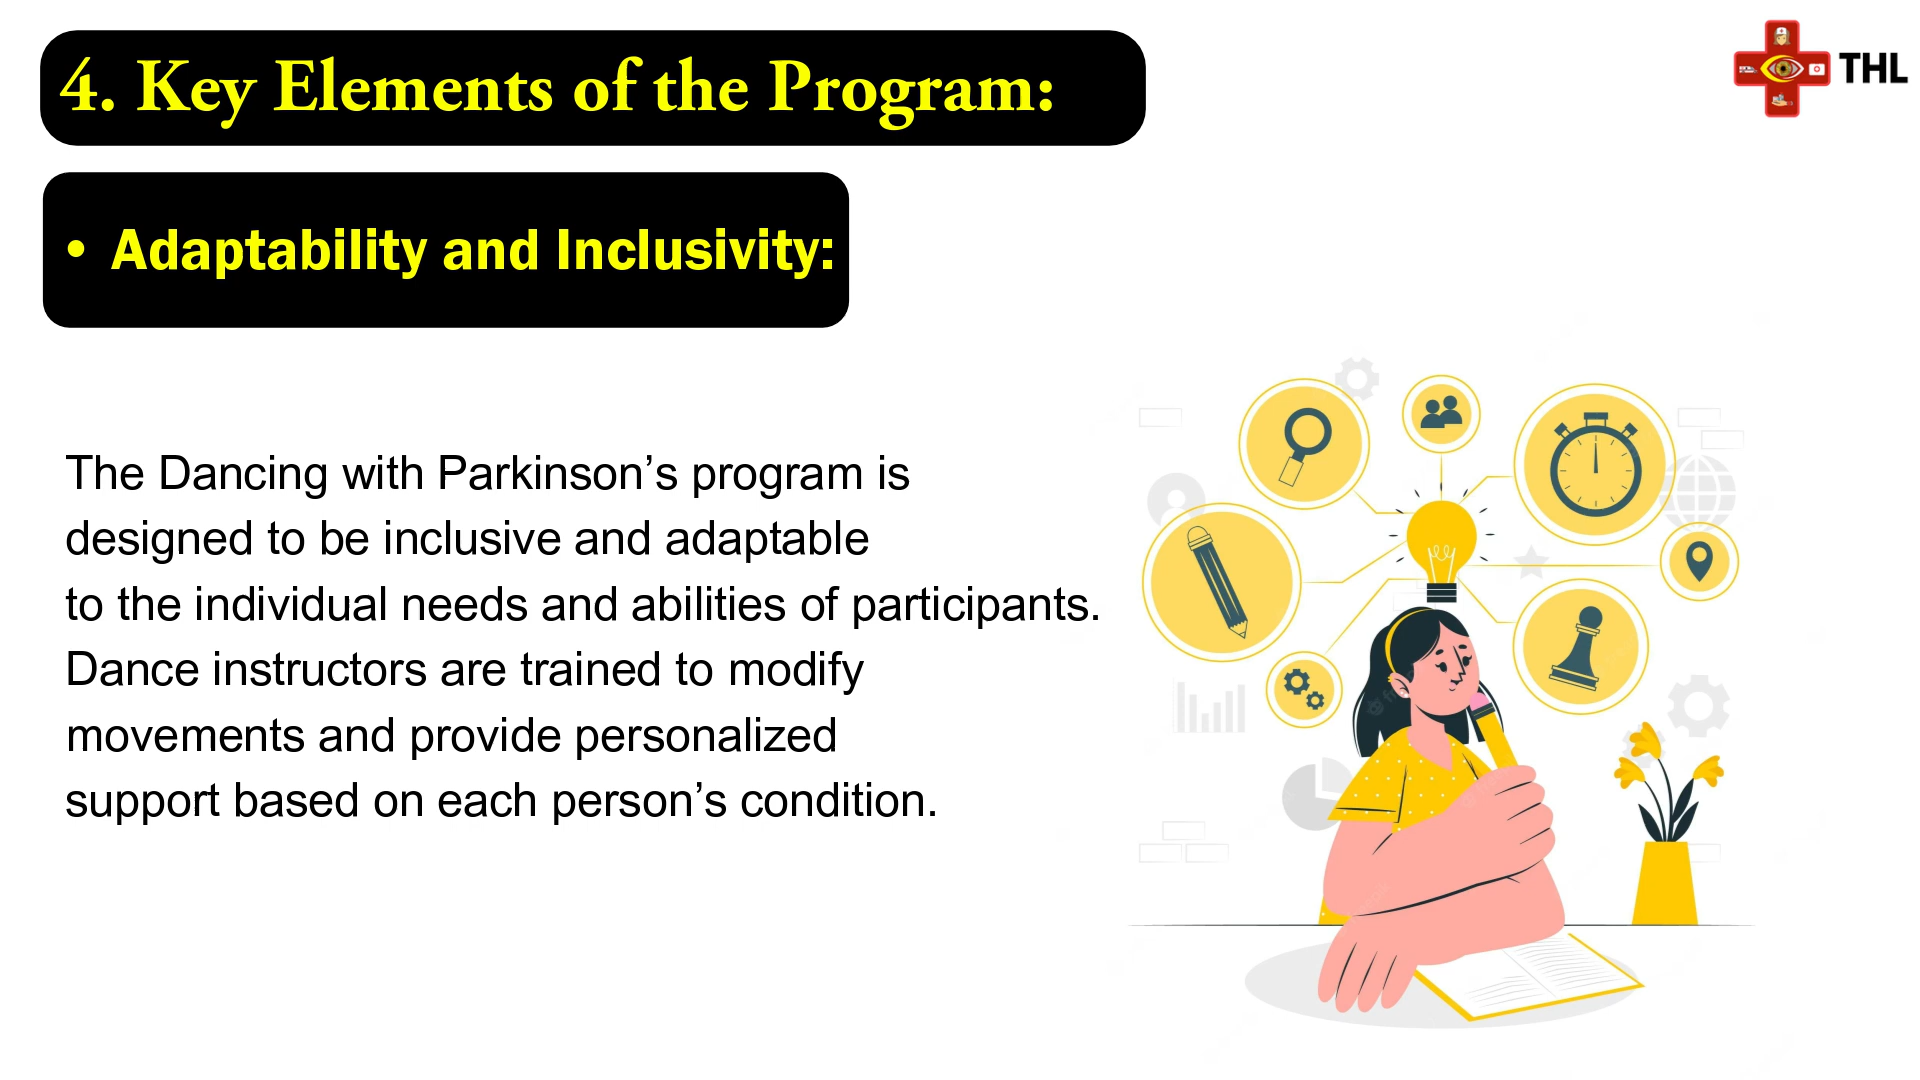 4. Key Elements of the Program:
THL
• Adaptability and Inclusivity:
The Dancing with Parkinson’s program is
designed to be inclusive and adaptable
to the individual needs and abilities of participants.
Dance instructors are trained to modify
movements and provide personalized
support based on each person’s condition.